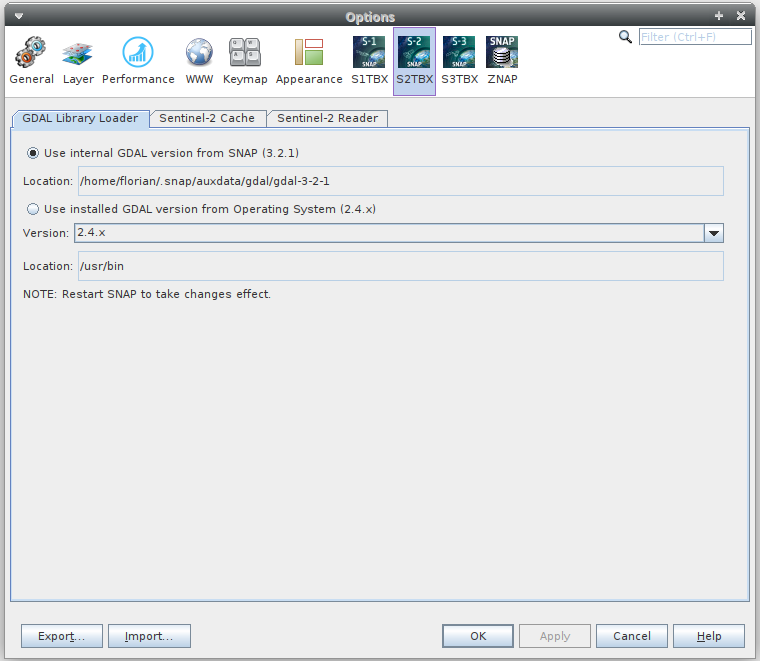 Options
Filter (Ctrl+F)
General Layer Performance WWW Keymap Appearance S1TBX S2TBX S3TBX ZNAP
GDAL Library Loader Sentinel-2 Cache Sentinel-2 Reader
Use internal GDAL version from SNAP (3.2.1)
Location: /home/florian/.snap/auxdata/gdal/gdal-3-2-1
Use installed GDAL version from Operating System (2.4.x)
Version: 2.4.x
Location: /usr/bin
NOTE: Restart SNAP to take changes effect.
Export... Import... OK Apply Cancel Help